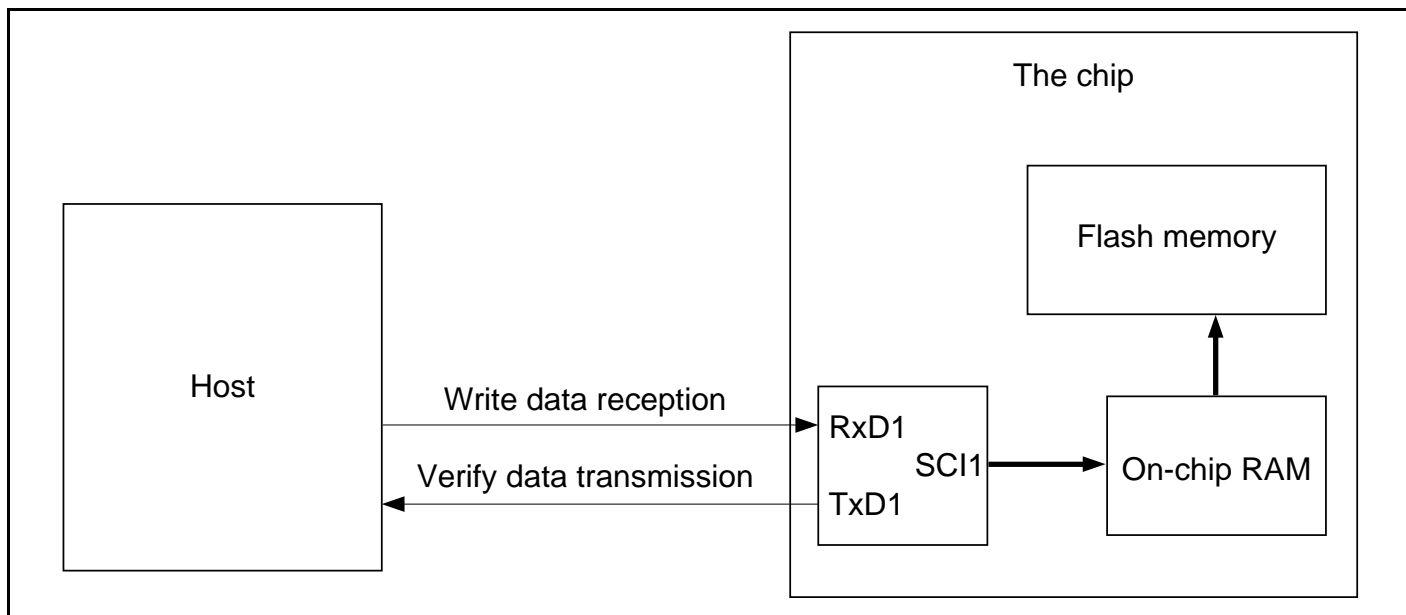 The chip
Flash memory
Host
Write data reception
RxD1
SCI1
On-chip RAM
Verify data transmission
TxD1